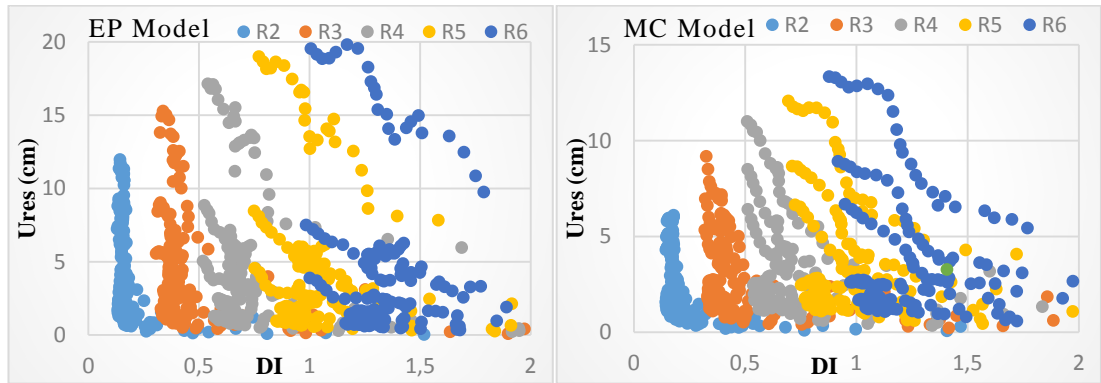 EP Model R2 R3 R4 R5 R6
20
15
10
5
0
Ures (cm)
0 0,5 1 1,5 2
DI
MC Model R2 R3 R4 R5 R6
15
10
5
0
Ures (cm)
0 0,5 1 1,5 2
DI